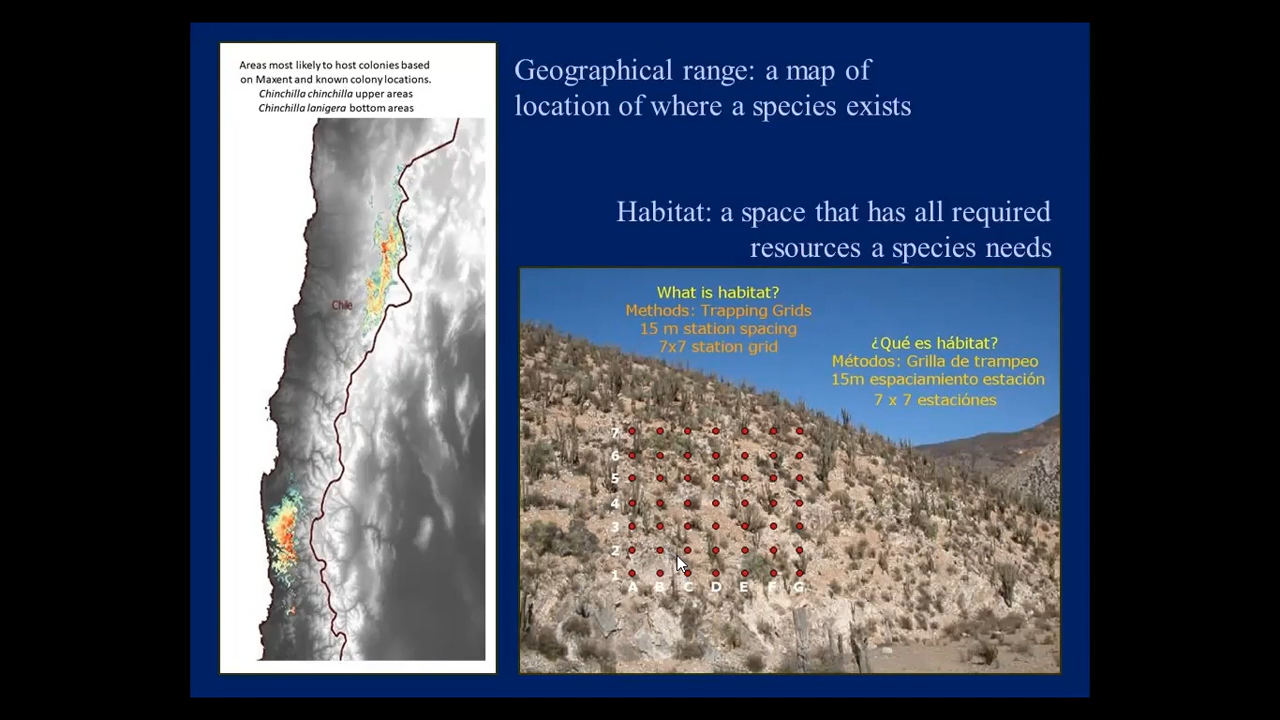 Areas most likely to host colonies based
on Maxent and known colony locations.
Chinchilla chinchilla upper areas
Chinchilla lanigera bottom areas
Chile
Geographical range: a map of
location of where a species exists
Habitat: a space that has all required
resources a species needs
What is habitat?
Methods: Trapping Grids
15 m station spacing
7x7 station grid
¿Qué es hábitat?
Métodos: Grilla de trampeo
15m espaciamiento estación
7 x 7 estaciónes
7
6
5
4
3
2
1
A B C D E F G